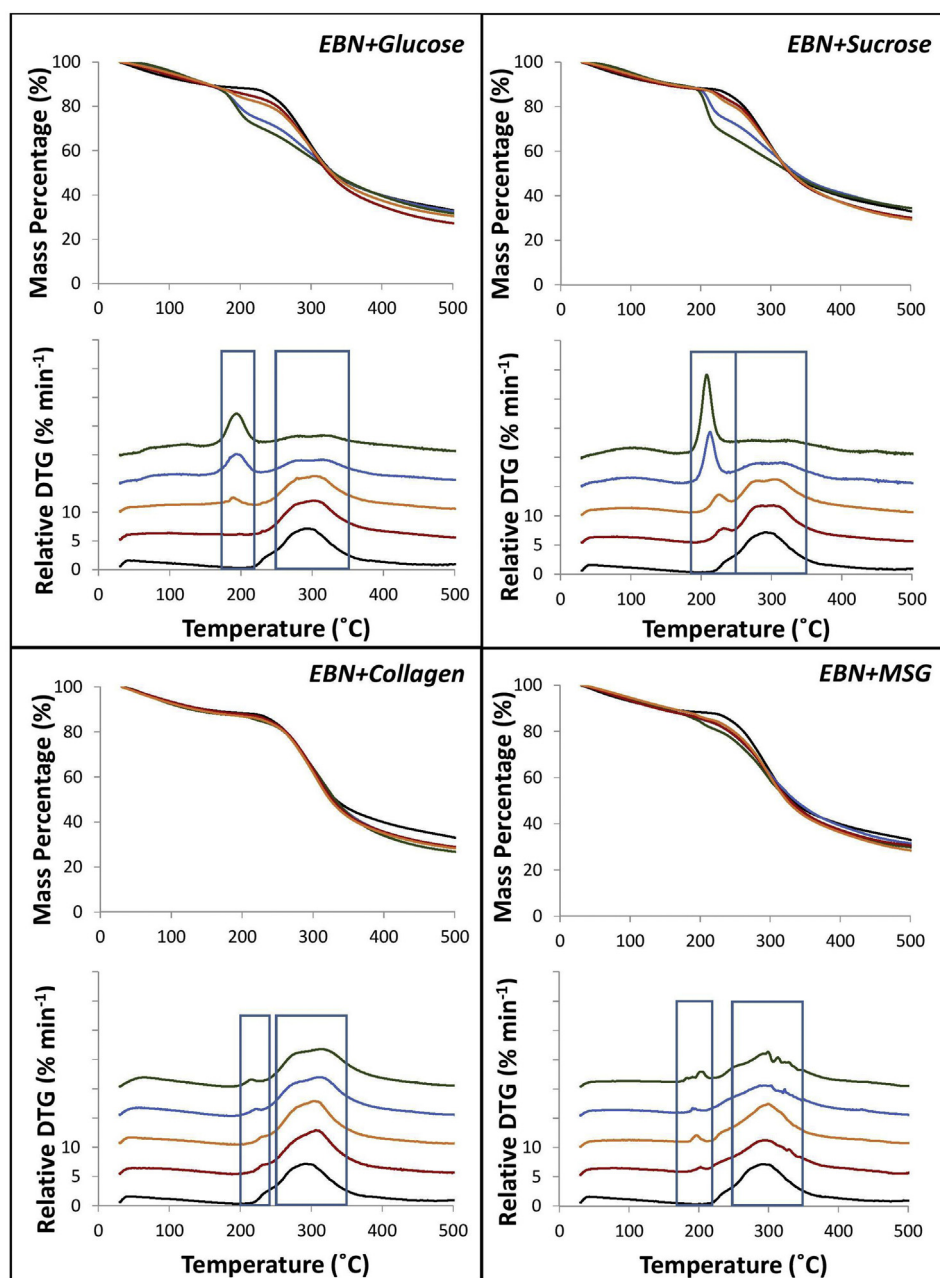 EBN+Glucose
Mass Percentage (%)
100
80
60
40
20
0
0 100 200 300 400 500
Relative DTG (% min⁻¹)
10
5
0
0 100 200 300 400 500
Temperature (˚C)
EBN+Sucrose
Mass Percentage (%)
100
80
60
40
20
0
0 100 200 300 400 500
Relative DTG (% min⁻¹)
10
5
0
0 100 200 300 400 500
Temperature (˚C)
EBN+Collagen
Mass Percentage (%)
100
80
60
40
20
0
0 100 200 300 400 500
Relative DTG (% min⁻¹)
10
5
0
0 100 200 300 400 500
Temperature (˚C)
EBN+MSG
Mass Percentage (%)
100
80
60
40
20
0
0 100 200 300 400 500
Relative DTG (% min⁻¹)
10
5
0
0 100 200 300 400 500
Temperature (˚C)